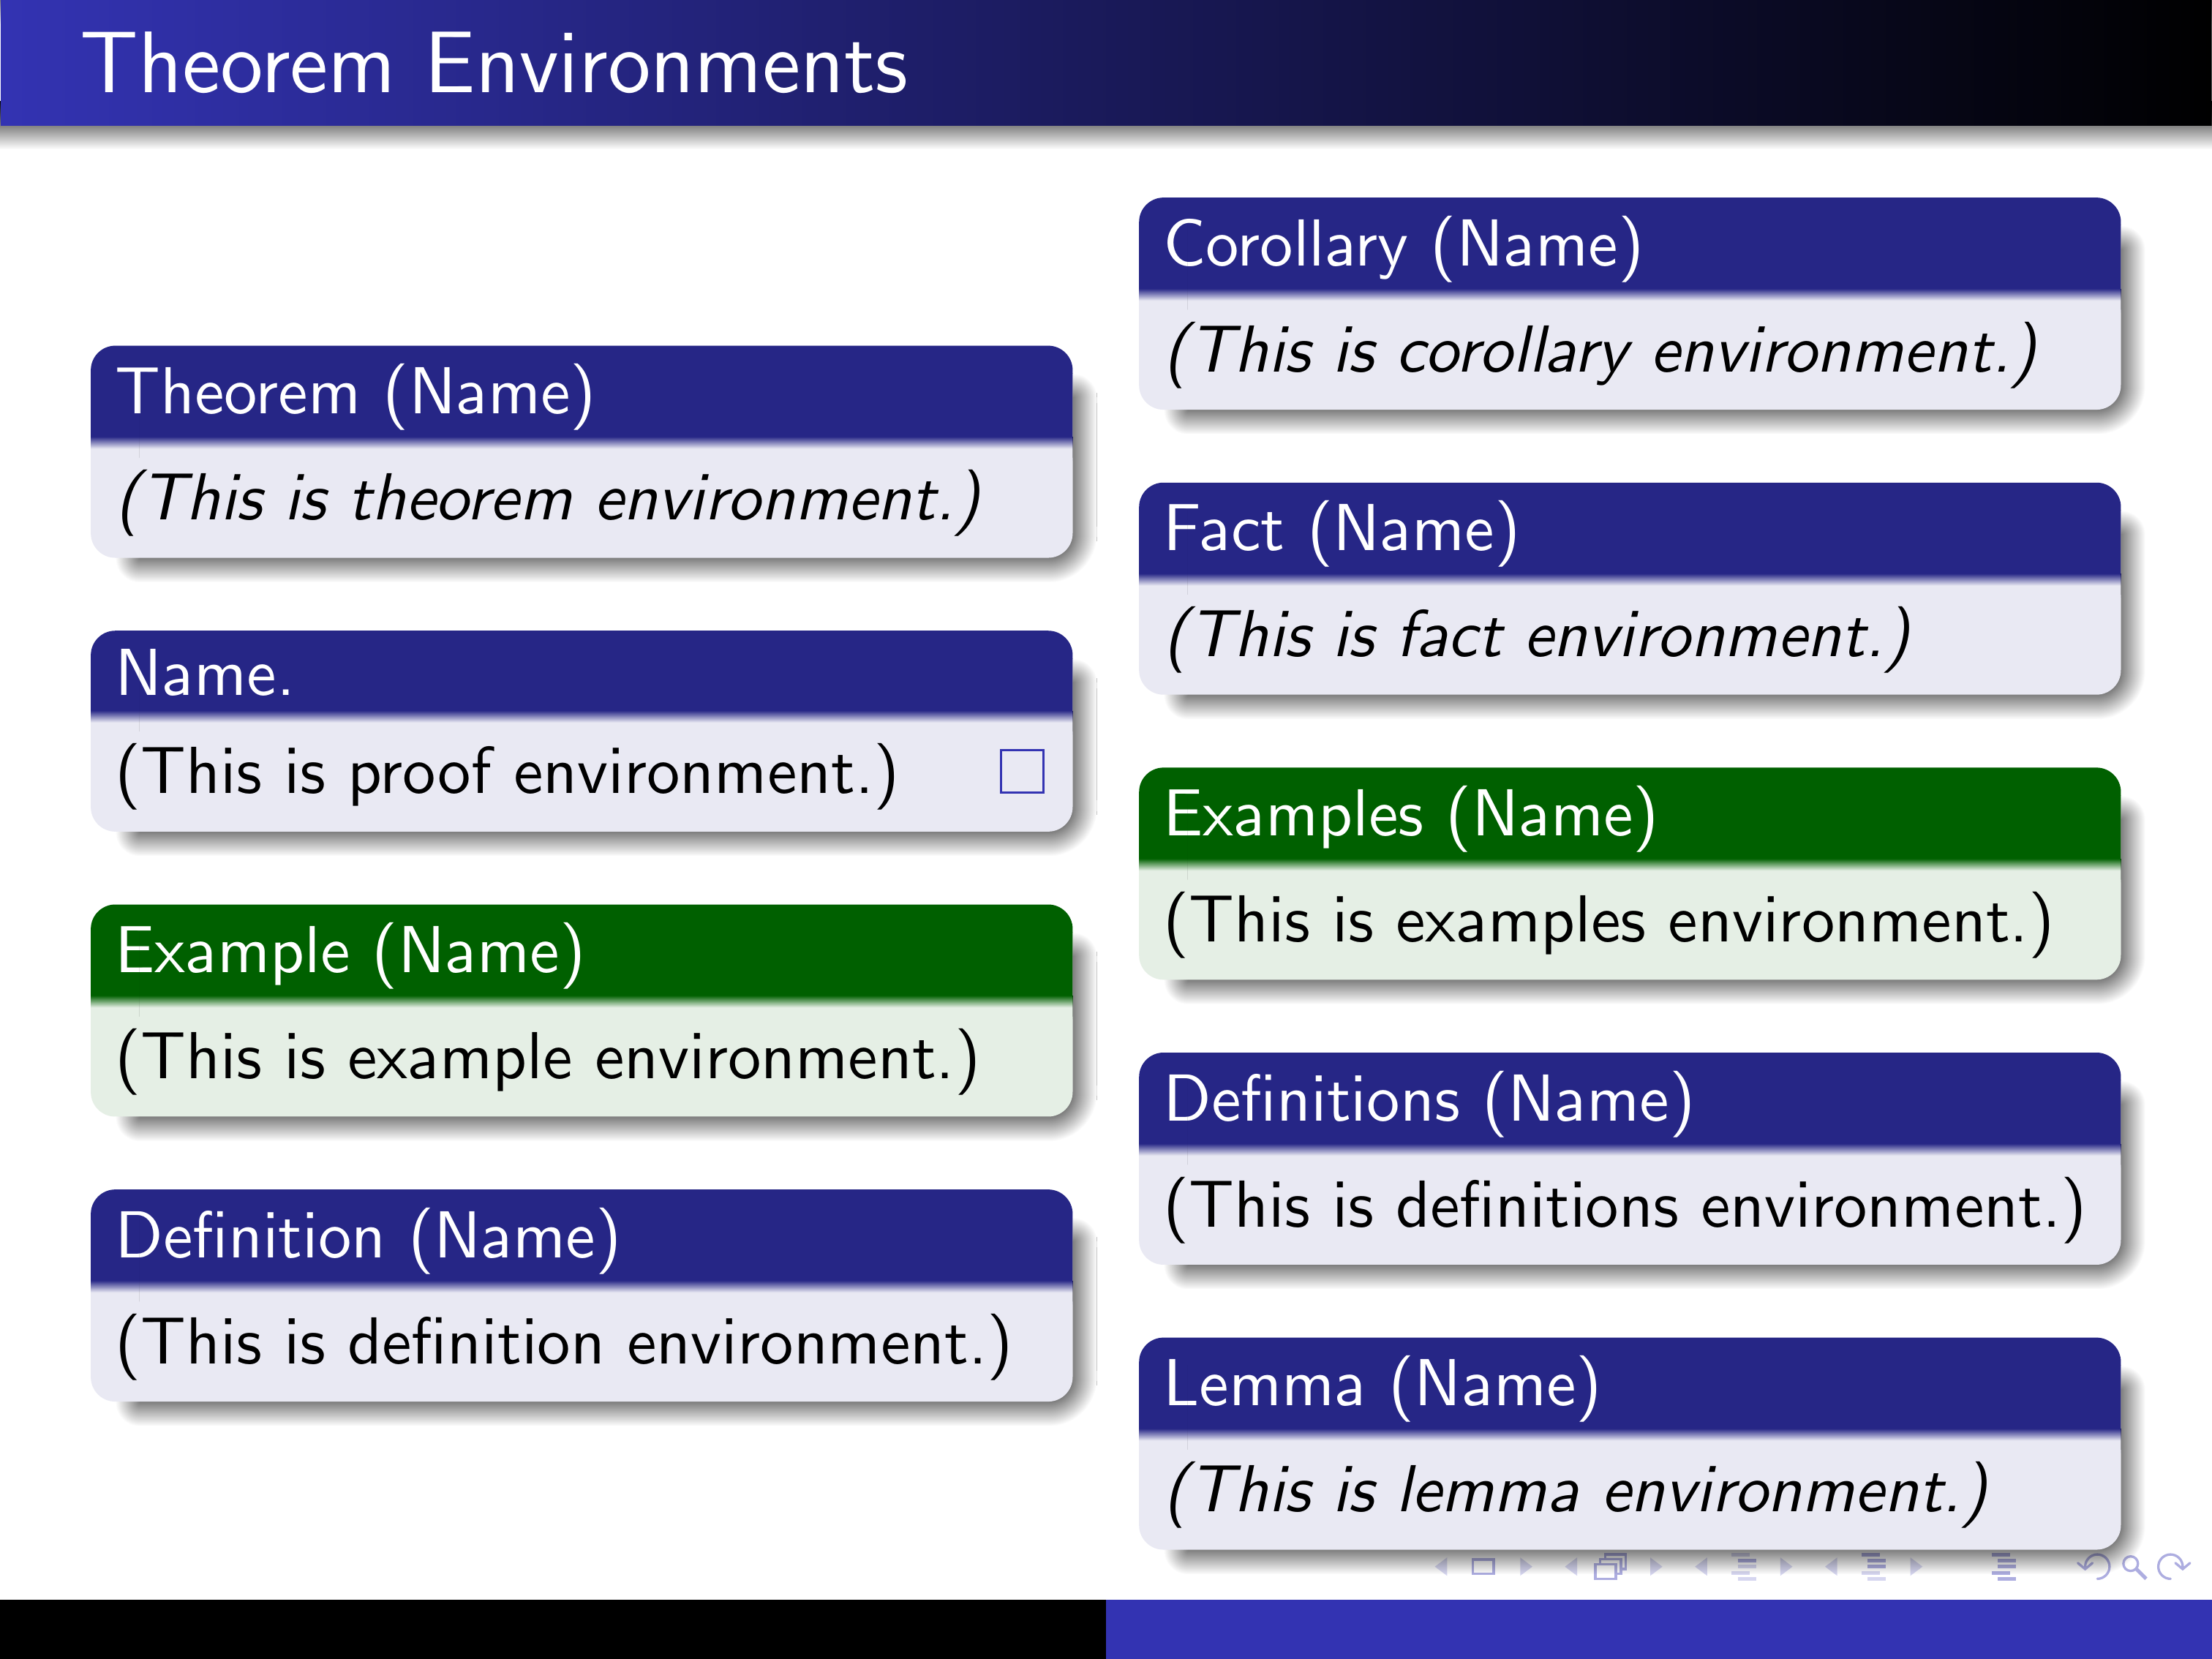 Theorem Environments
Theorem (Name)
(This is theorem environment.)
Name.
(This is proof environment.)
Example (Name)
(This is example environment.)
Definition (Name)
(This is definition environment.)
Corollary (Name)
(This is corollary environment.)
Fact (Name)
(This is fact environment.)
Examples (Name)
(This is examples environment.)
Definitions (Name)
(This is definitions environment.)
Lemma (Name)
(This is lemma environment.)